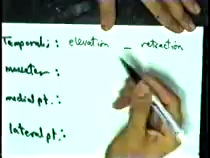 Temporalis: elevation _ retraction
masseter:
medial pt.:
lateral pt.: